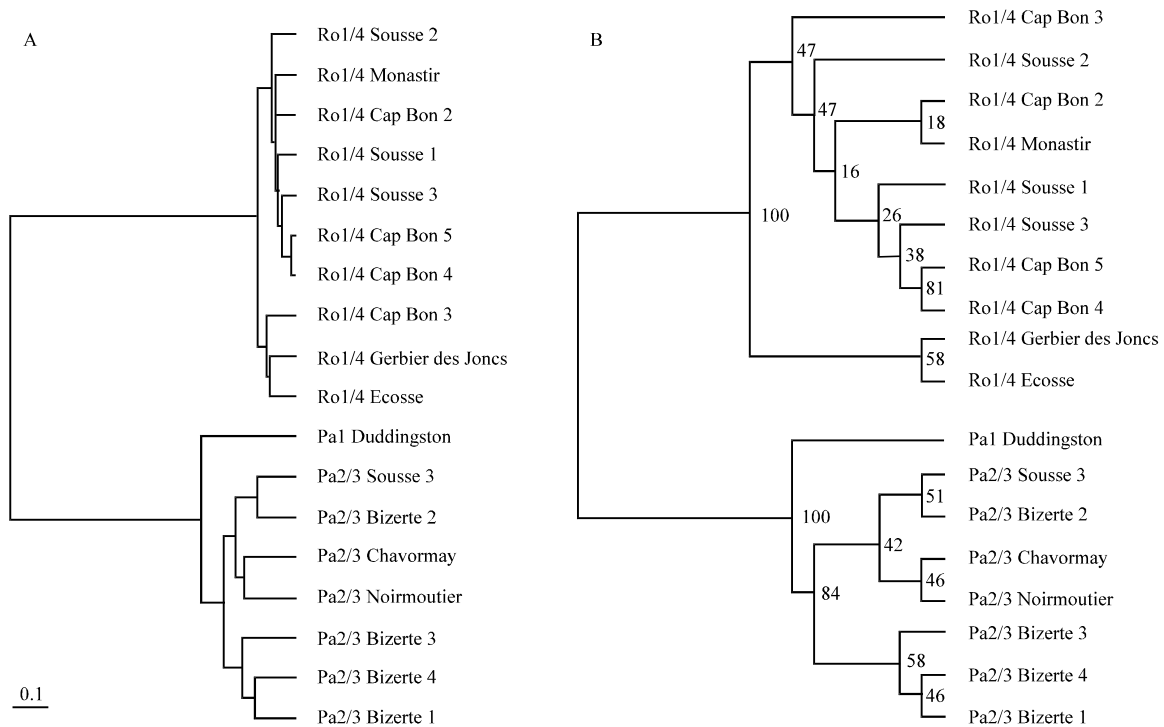 A
Ro1/4 Sousse 2
Ro1/4 Monastir
Ro1/4 Cap Bon 2
Ro1/4 Sousse 1
Ro1/4 Sousse 3
Ro1/4 Cap Bon 5
Ro1/4 Cap Bon 4
Ro1/4 Cap Bon 3
Ro1/4 Gerbier des Joncs
Ro1/4 Ecosse
Pa1 Duddingston
Pa2/3 Sousse 3
Pa2/3 Bizerte 2
Pa2/3 Chavormay
Pa2/3 Noirmoutier
Pa2/3 Bizerte 3
Pa2/3 Bizerte 4
Pa2/3 Bizerte 1
0.1
B
Ro1/4 Cap Bon 3
47
Ro1/4 Sousse 2
47
Ro1/4 Cap Bon 2
18
Ro1/4 Monastir
16
Ro1/4 Sousse 1
26
100
Ro1/4 Sousse 3
38
Ro1/4 Cap Bon 5
81
Ro1/4 Cap Bon 4
Ro1/4 Gerbier des Joncs
58
Ro1/4 Ecosse
Pa1 Duddingston
Pa2/3 Sousse 3
51
Pa2/3 Bizerte 2
100
42
Pa2/3 Chavormay
46
84
Pa2/3 Noirmoutier
Pa2/3 Bizerte 3
58
Pa2/3 Bizerte 4
46
Pa2/3 Bizerte 1